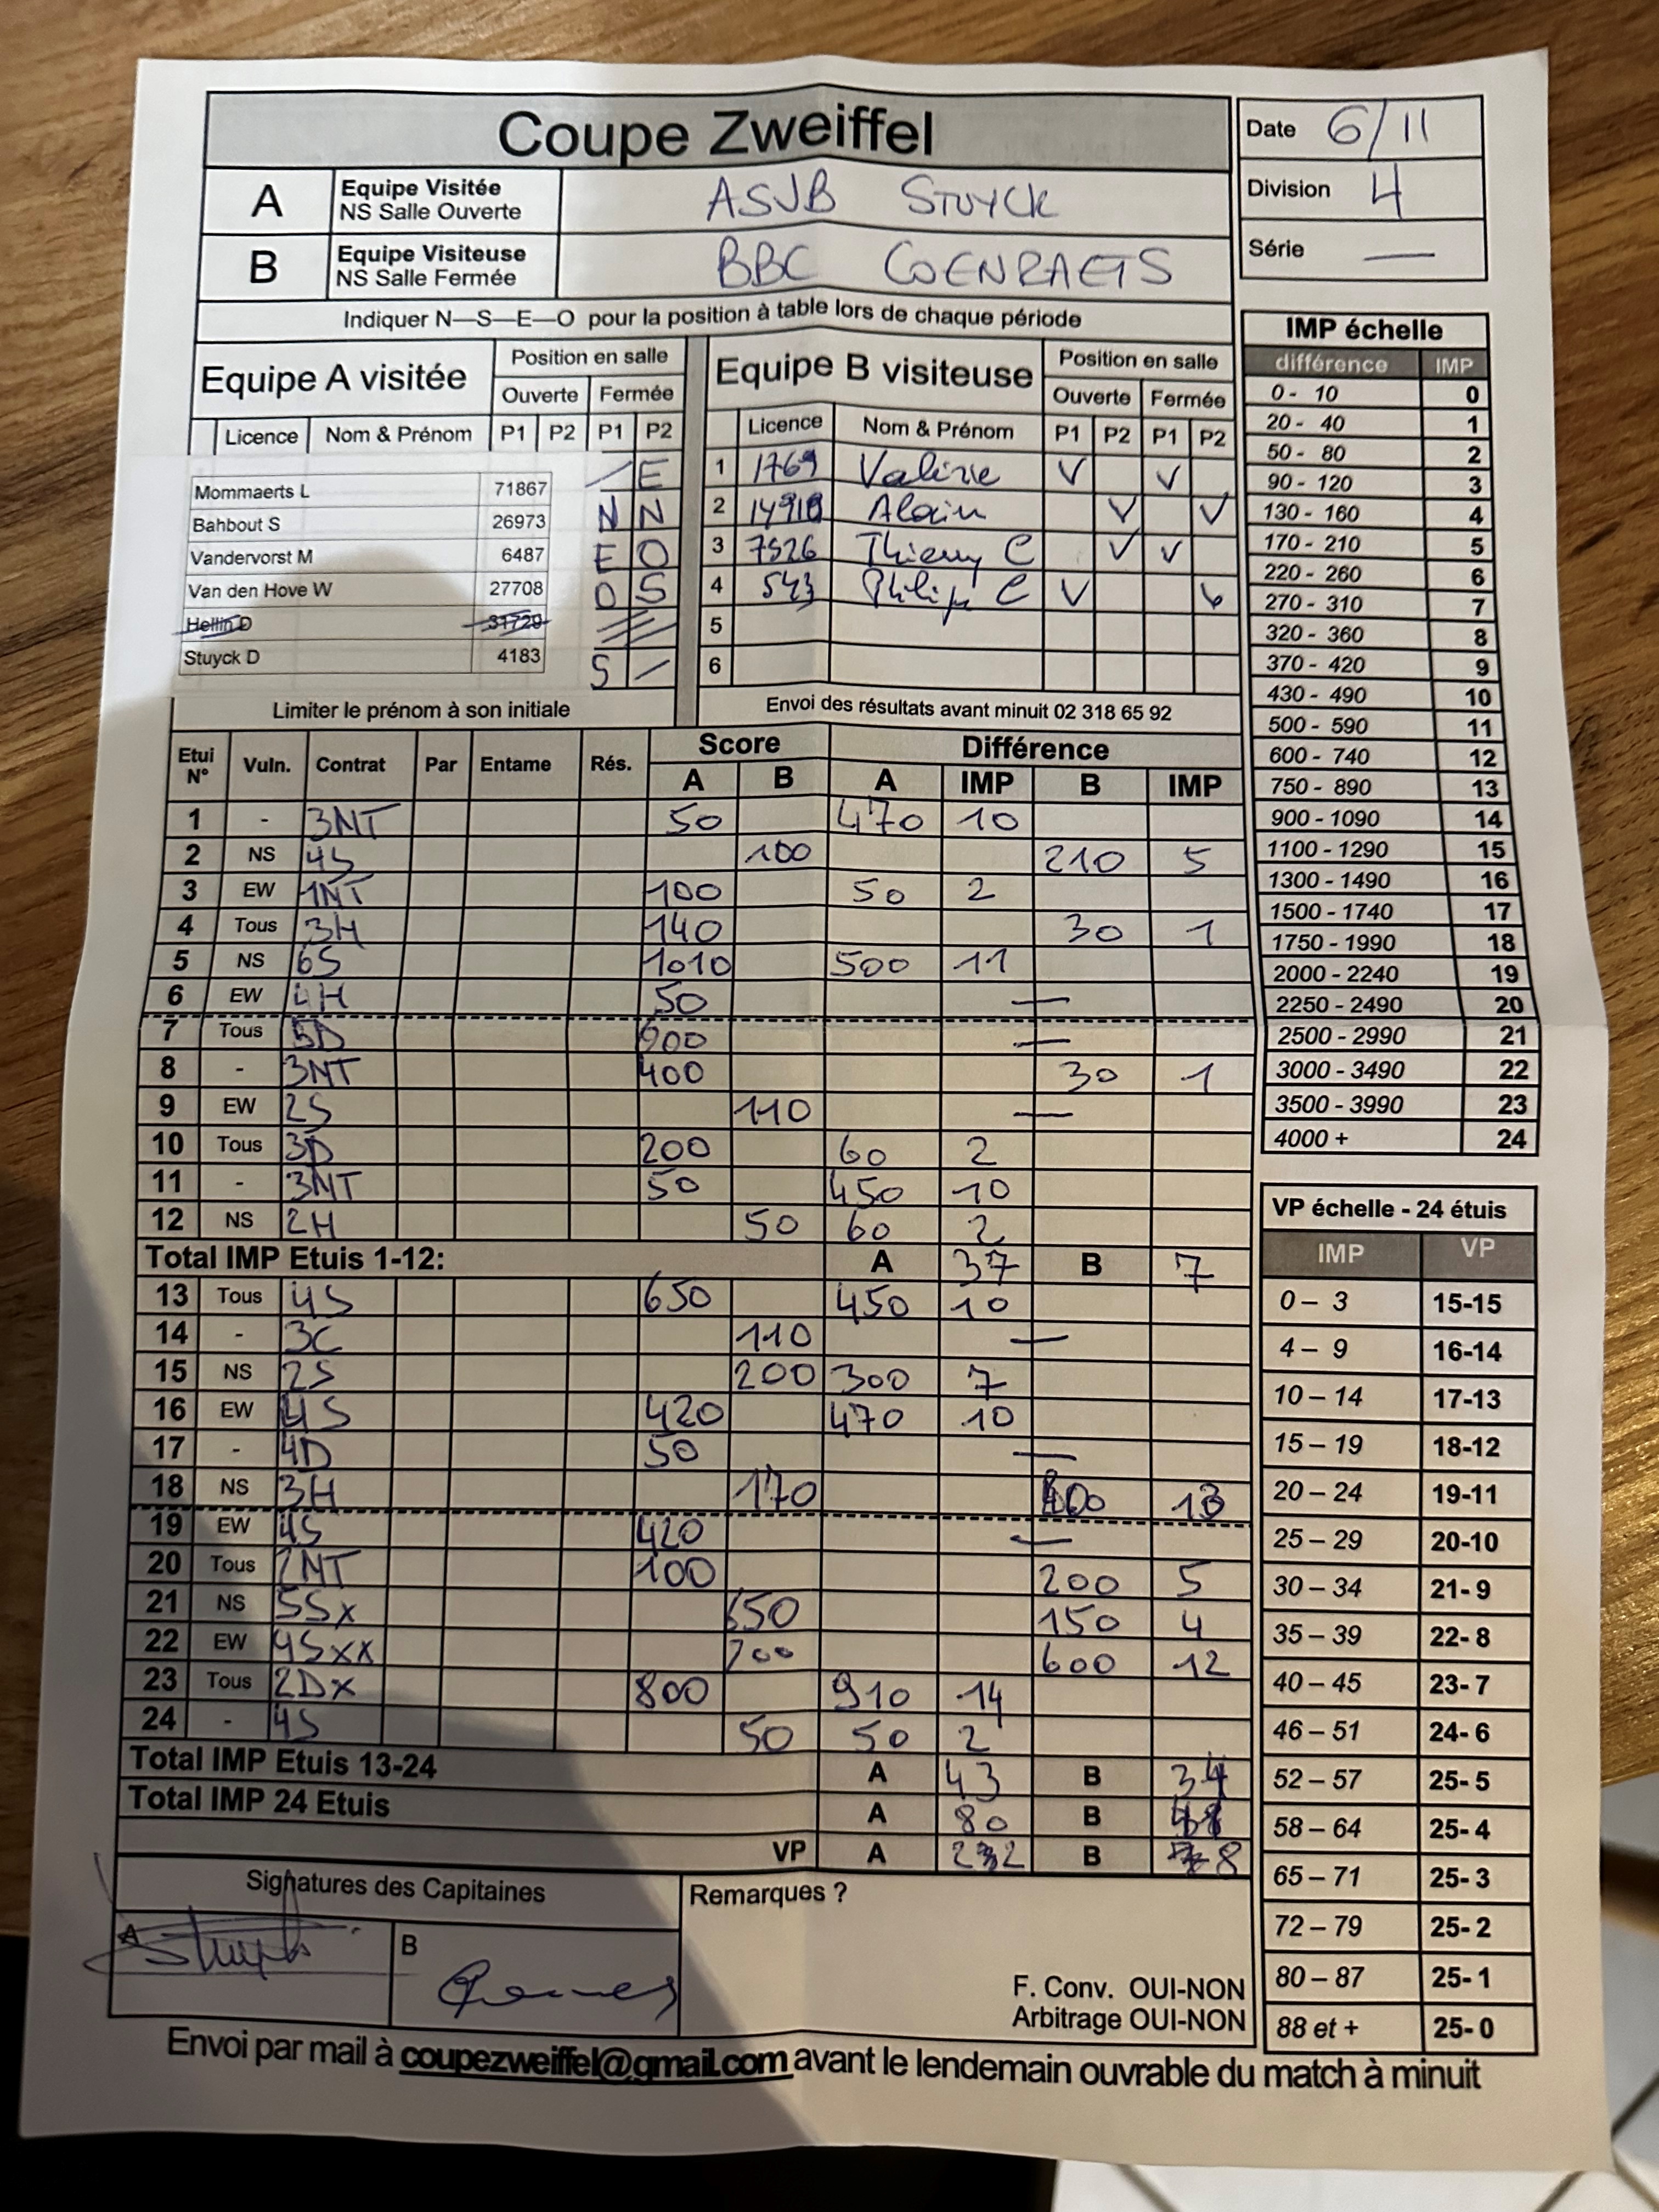 Coupe Zweiffel
Date 6/11
A Equipe Visitée NS Salle Ouverte ASUB STUYCK
Division 4
B Equipe Visiteuse NS Salle Fermée BBC COENRAETS
Série —
Indiquer N—S—E—O pour la position à table lors de chaque période
Equipe A visitée Position en salle
Ouverte Fermée
Licence Nom & Prénom P1 P2 P1 P2
Mommaerts L 71867 / E
Bahbout S 26973 N N
Vandervorst M 6487 E O
Van den Hove W 27708 O S
Hellin D 31729
Stuyck D 4183 S /
Limiter le prénom à son initiale
Equipe B visiteuse Position en salle
Ouverte Fermée
Licence Nom & Prénom P1 P2 P1 P2
1 1769 Valérie V V
2 Alain V V
3 7526 Thierry C V V
4 543 Philippe C V V
5
6
Envoi des résultats avant minuit 02 318 65 92
Etui N° Vuln. Contrat Par Entame Rés. Score Différence
A B A IMP B IMP
1 - 3NT 50 470 10
2 NS 4S 100 210 5
3 EW 1NT 100 50 2
4 Tous 3H 140 30 1
5 NS 6S 1010 500 11
6 EW 4H 50 —
7 Tous 5D 600 —
8 - 3NT 400 30 1
9 EW 2S 110 —
10 Tous 3D 200 60 2
11 - 3NT 50 450 10
12 NS 2H 50 60 2
Total IMP Etuis 1-12: A 37 B 7
13 Tous 4S 650 450 10
14 - 3C 110 —
15 NS 2S 200 300 7
16 EW 4S 420 470 10
17 - 4D 50 —
18 NS 3H 170 800 13
19 EW 4S 420 —
20 Tous 2NT 100 200 5
21 NS 5Sx 650 150 4
22 EW 4Sxx 200 600 12
23 Tous 2Dx 800 910 14
24 - 4S 50 50 2
Total IMP Etuis 13-24 A 43 B 34
Total IMP 24 Etuis A 80 B
VP A 22 B 8
Signatures des Capitaines
A
B
Remarques ?
F. Conv. OUI-NON
Arbitrage OUI-NON
IMP échelle
différence IMP
0 - 10 0
20 - 40 1
50 - 80 2
90 - 120 3
130 - 160 4
170 - 210 5
220 - 260 6
270 - 310 7
320 - 360 8
370 - 420 9
430 - 490 10
500 - 590 11
600 - 740 12
750 - 890 13
900 - 1090 14
1100 - 1290 15
1300 - 1490 16
1500 - 1740 17
1750 - 1990 18
2000 - 2240 19
2250 - 2490 20
2500 - 2990 21
3000 - 3490 22
3500 - 3990 23
4000 + 24
VP échelle - 24 étuis
IMP VP
0 – 3 15-15
4 – 9 16-14
10 – 14 17-13
15 – 19 18-12
20 – 24 19-11
25 – 29 20-10
30 – 34 21- 9
35 – 39 22- 8
40 – 45 23- 7
46 – 51 24- 6
52 – 57 25- 5
58 – 64 25- 4
65 – 71 25- 3
72 – 79 25- 2
80 – 87 25- 1
88 et + 25- 0
Envoi par mail à coupezweiffel@gmail.com avant le lendemain ouvrable du match à minuit